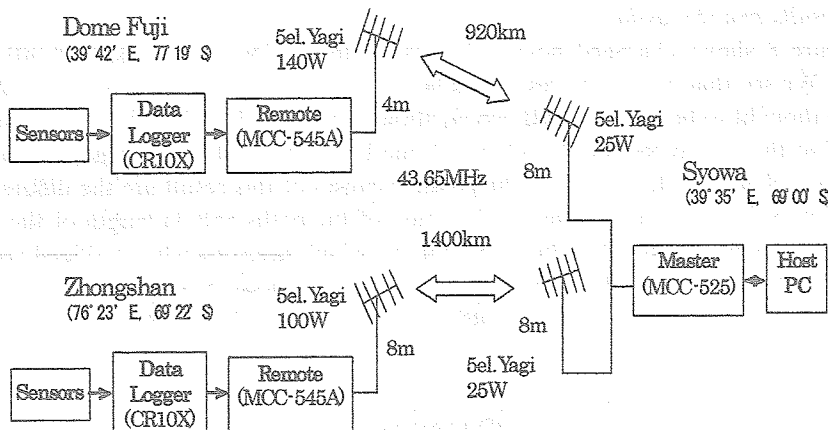 Dome Fuji
(39° 42' E, 77 19' S)
5el. Yagi
140W
920km
4m
Sensors
Data
Logger
(CR10X)
Remote
(MCC-545A)
5el. Yagi
25W
8m
43.65MHz
Syowa
(39° 35' E, 69 00' S)
1400km
Master
(MCC-525)
Host
PC
Zhongshan
(76° 23' E, 69 22' S)
5el. Yagi
100W
8m
8m
5el. Yagi
25W
Sensors
Data
Logger
(CR10X)
Remote
(MCC-545A)